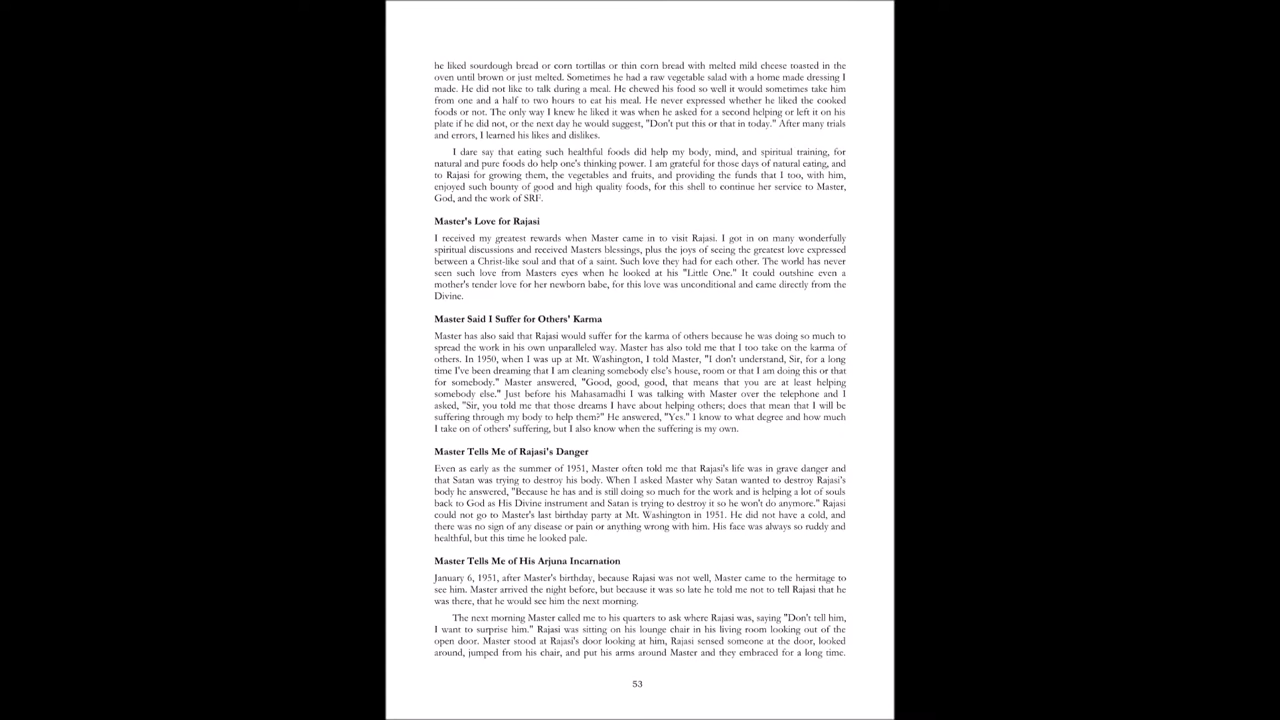 he liked sourdough bread or corn tortillas or thin corn bread with melted mild cheese toasted in the
oven until brown or just melted. Sometimes he had a raw vegetable salad with a home made dressing I
made. He did not like to talk during a meal. He chewed his food so well it would sometimes take him
from one and a half to two hours to eat his meal. He never expressed whether he liked the cooked
foods or not. The only way I knew he liked it was when he asked for a second helping or left it on his
plate if he did not, or the next day he would suggest, "Don't put this or that in today." After many trials
and errors, I learned his likes and dislikes.
I dare say that eating such healthful foods did help my body, mind, and spiritual training, for
natural and pure foods do help one's thinking power. I am grateful for those days of natural eating, and
to Rajasi for growing them, the vegetables and fruits, and providing the funds that I too, with him,
enjoyed such bounty of good and high quality foods, for this shell to continue her service to Master,
God, and the work of SRF.
Master's Love for Rajasi
I received my greatest rewards when Master came in to visit Rajasi. I got in on many wonderfully
spiritual discussions and received Masters blessings, plus the joys of seeing the greatest love expressed
between a Christ-like soul and that of a saint. Such love they had for each other. The world has never
seen such love from Masters eyes when he looked at his "Little One." It could outshine even a
mother's tender love for her newborn babe, for this love was unconditional and came directly from the
Divine.
Master Said I Suffer for Others' Karma
Master has also said that Rajasi would suffer for the karma of others because he was doing so much to
spread the work in his own unparalleled way. Master has also told me that I too take on the karma of
others. In 1950, when I was up at Mt. Washington, I told Master, "I don't understand, Sir, for a long
time I've been dreaming that I am cleaning somebody else's house, room or that I am doing this or that
for somebody." Master answered, "Good, good, good, that means that you are at least helping
somebody else." Just before his Mahasamadhi I was talking with Master over the telephone and I
asked, "Sir, you told me that those dreams I have about helping others; does that mean that I will be
suffering through my body to help them?" He answered, "Yes." I know to what degree and how much
I take on of others' suffering, but I also know when the suffering is my own.
Master Tells Me of Rajasi's Danger
Even as early as the summer of 1951, Master often told me that Rajasi's life was in grave danger and
that Satan was trying to destroy his body. When I asked Master why Satan wanted to destroy Rajasi's
body he answered, "Because he has and is still doing so much for the work and is helping a lot of souls
back to God as His Divine instrument and Satan is trying to destroy it so he won't do anymore." Rajasi
could not go to Master's last birthday party at Mt. Washington in 1951. He did not have a cold, and
there was no sign of any disease or pain or anything wrong with him. His face was always so ruddy and
healthful, but this time he looked pale.
Master Tells Me of His Arjuna Incarnation
January 6, 1951, after Master's birthday, because Rajasi was not well, Master came to the hermitage to
see him. Master arrived the night before, but because it was so late he told me not to tell Rajasi that he
was there, that he would see him the next morning.
The next morning Master called me to his quarters to ask where Rajasi was, saying "Don't tell him,
I want to surprise him." Rajasi was sitting on his lounge chair in his living room looking out of the
open door. Master stood at Rajasi's door looking at him, Rajasi sensed someone at the door, looked
around, jumped from his chair, and put his arms around Master and they embraced for a long time.
53